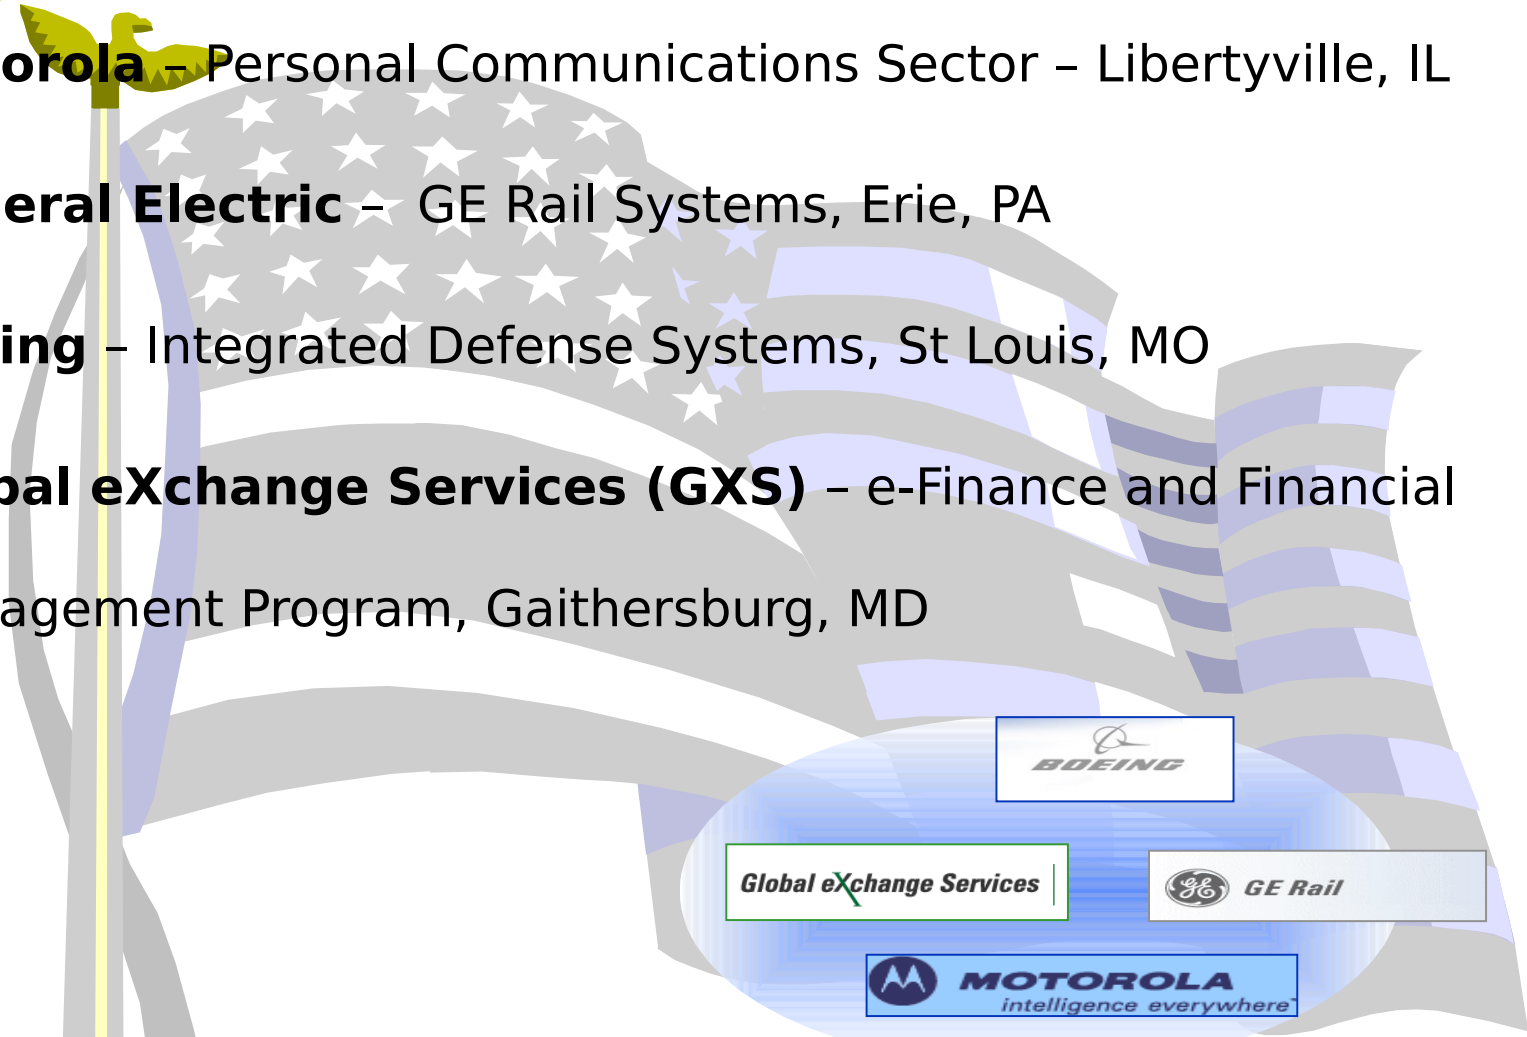 orola – Personal Communications Sector – Libertyville, IL
eral Electric – GE Rail Systems, Erie, PA
ing – Integrated Defense Systems, St Louis, MO
bal eXchange Services (GXS) – e-Finance and Financial
agement Program, Gaithersburg, MD
BOEING
Global eXchange Services
GE GE Rail
MOTOROLA
intelligence everywhere™